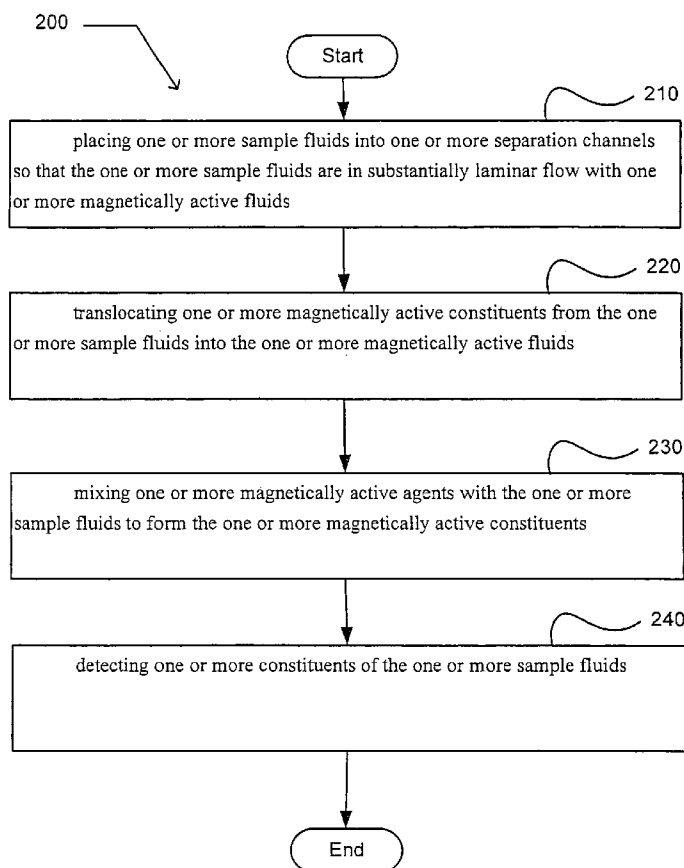 200
Start
210
placing one or more sample fluids into one or more separation channels
so that the one or more sample fluids are in substantially laminar flow with one
or more magnetically active fluids
220
translocating one or more magnetically active constituents from the one
or more sample fluids into the one or more magnetically active fluids
230
mixing one or more magnetically active agents with the one or more
sample fluids to form the one or more magnetically active constituents
240
detecting one or more constituents of the one or more sample fluids
End